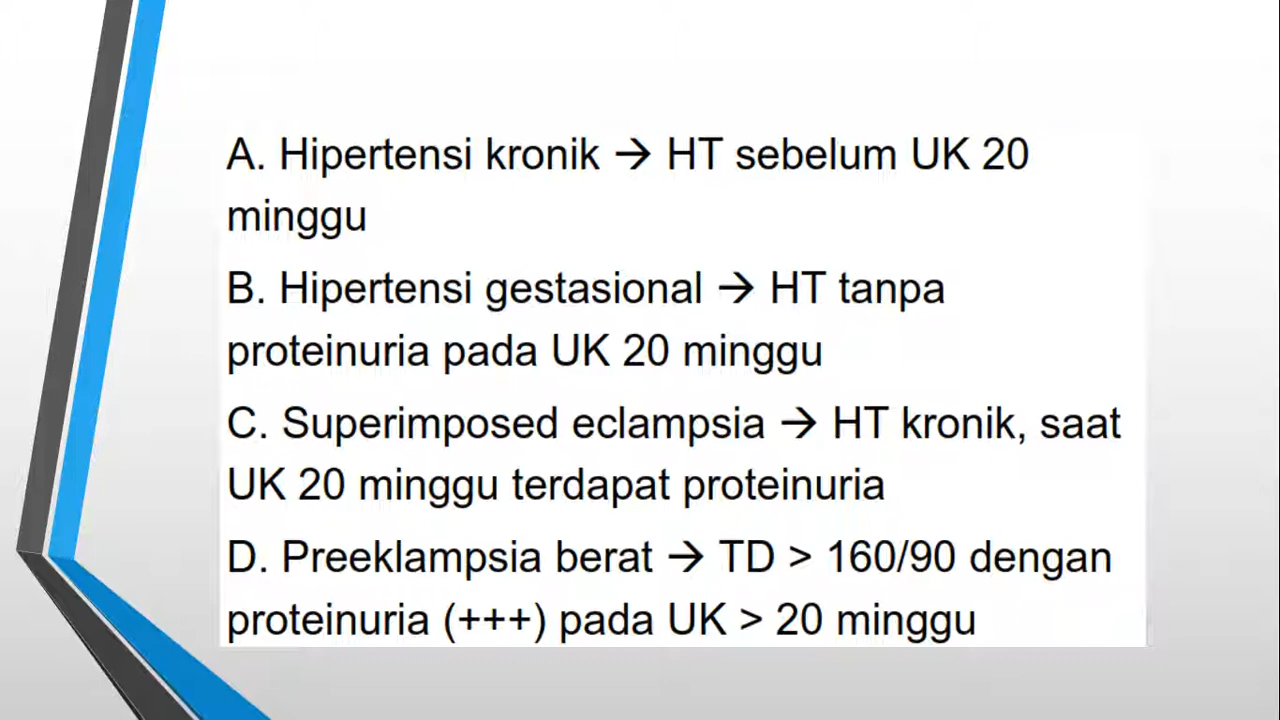 A. Hipertensi kronik → HT sebelum UK 20
minggu
B. Hipertensi gestasional → HT tanpa
proteinuria pada UK 20 minggu
C. Superimposed eclampsia → HT kronik, saat
UK 20 minggu terdapat proteinuria
D. Preeklampsia berat → TD > 160/90 dengan
proteinuria (+++) pada UK > 20 minggu